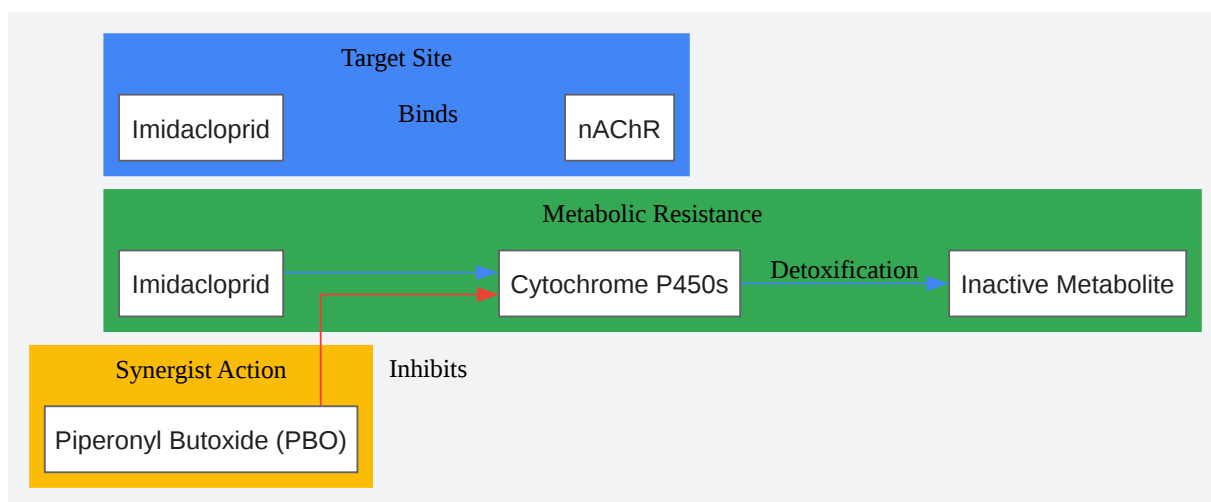 Target Site
Imidacloprid
Binds
nAChR
Metabolic Resistance
Imidacloprid
Cytochrome P450s
Detoxification
Inactive Metabolite
Synergist Action
Inhibits
Piperonyl Butoxide (PBO)